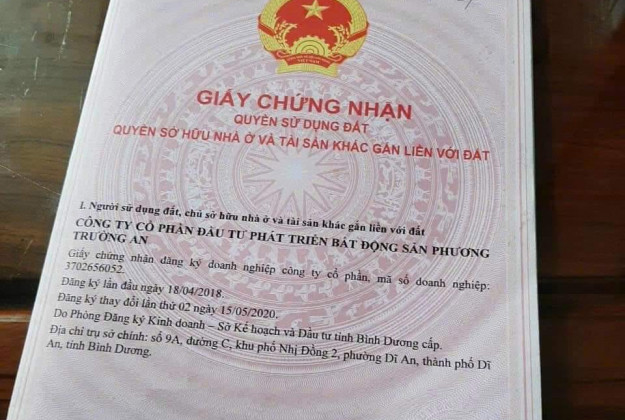 GIẤY CHỨNG NHẬN
QUYỀN SỬ DỤNG ĐẤT
QUYỀN SỞ HỮU NHÀ Ở VÀ TÀI SẢN KHÁC GẮN LIỀN VỚI ĐẤT
I. Người sử dụng đất, chủ sở hữu nhà ở và tài sản khác gắn liền với đất
CÔNG TY CỔ PHẦN ĐẦU TƯ PHÁT TRIỂN BẤT ĐỘNG SẢN PHƯƠNG
TRƯỜNG AN
Giấy chứng nhận đăng ký doanh nghiệp công ty cổ phần, mã số doanh nghiệp:
3702656052.
Đăng ký lần đầu ngày 18/04/2018.
Đăng ký thay đổi lần thứ 02 ngày 15/05/2020.
Do Phòng Đăng ký Kinh doanh – Sở Kế hoạch và Đầu tư tỉnh Bình Dương cấp.
Địa chỉ trụ sở chính: số 9A, đường C, khu phố Nhị Đồng 2, phường Dĩ An, thành phố Dĩ
An, tỉnh Bình Dương.